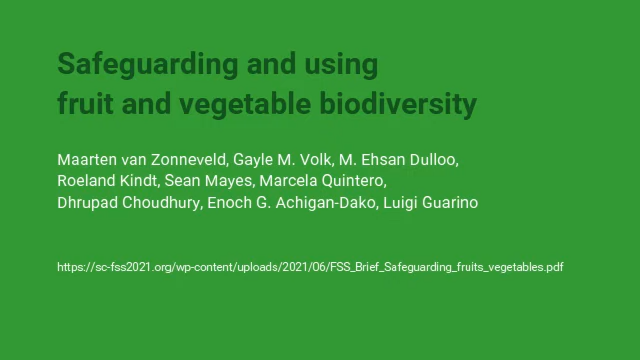 Safeguarding and using
fruit and vegetable biodiversity
Maarten van Zonneveld, Gayle M. Volk, M. Ehsan Dulloo,
Roeland Kindt, Sean Mayes, Marcela Quintero,
Dhrupad Choudhury, Enoch G. Achigan-Dako, Luigi Guarino
https://sc-fss2021.org/wp-content/uploads/2021/06/FSS_Brief_Safeguarding_fruits_vegetables.pdf